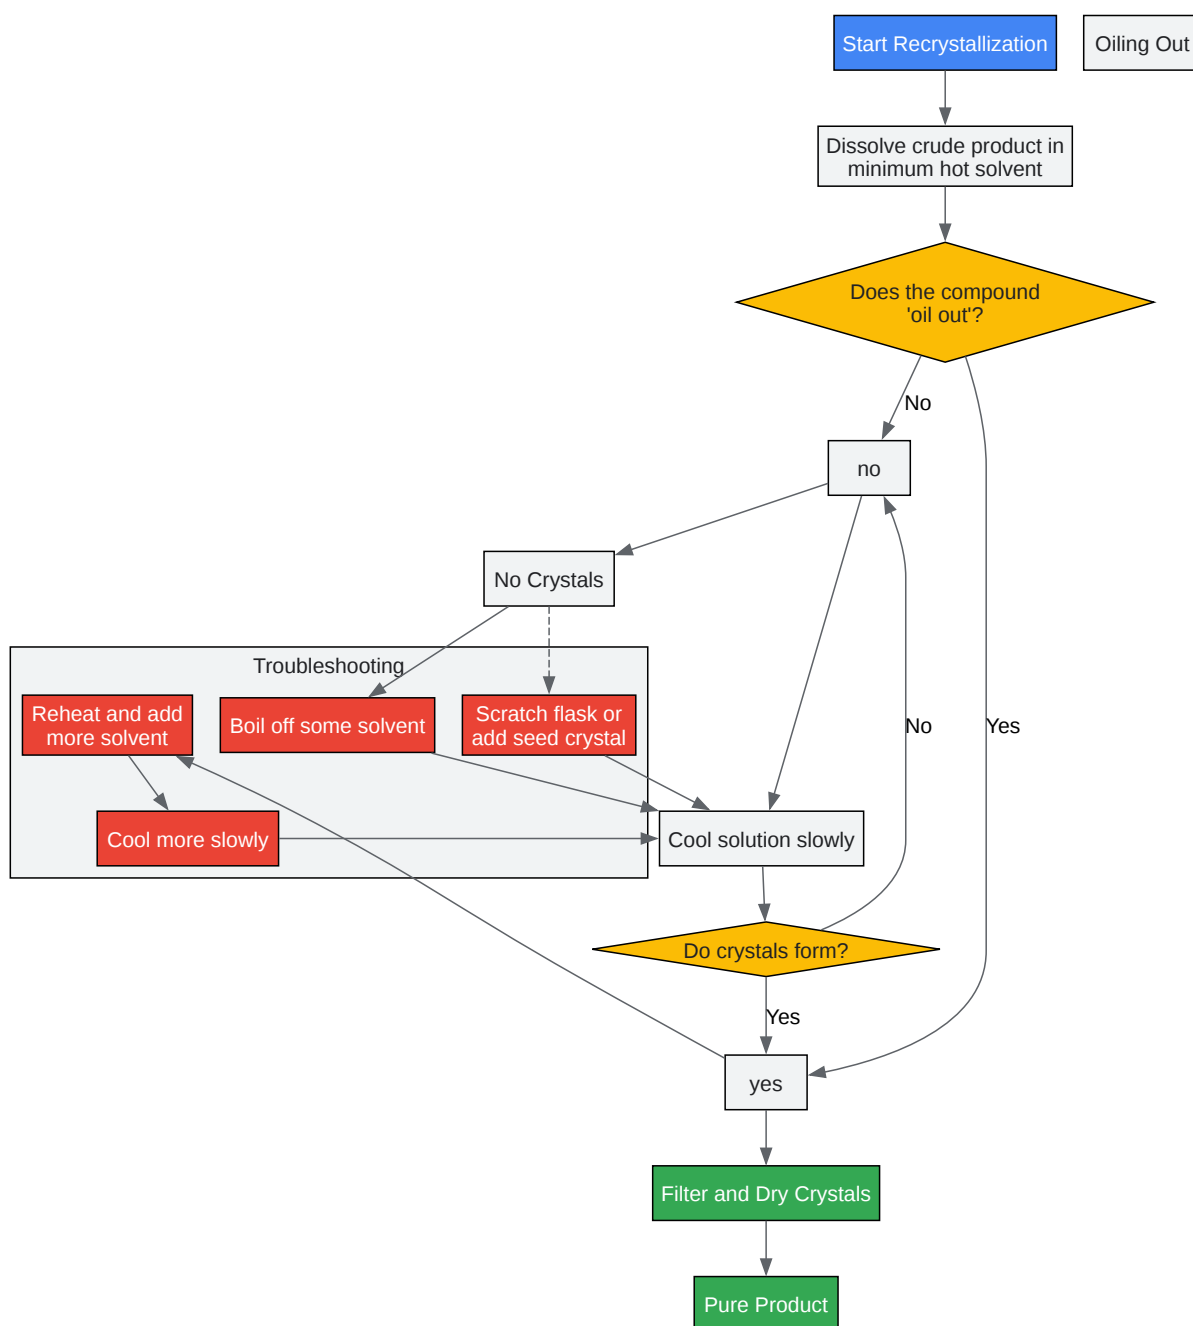 Start Recrystallization
Oiling Out
Dissolve crude product in
minimum hot solvent
Does the compound
'oil out'?
No
no
No Crystals
Troubleshooting
Reheat and add
more solvent
Boil off some solvent
Scratch flask or
add seed crystal
No
Yes
Cool more slowly
Cool solution slowly
Do crystals form?
Yes
yes
Filter and Dry Crystals
Pure Product